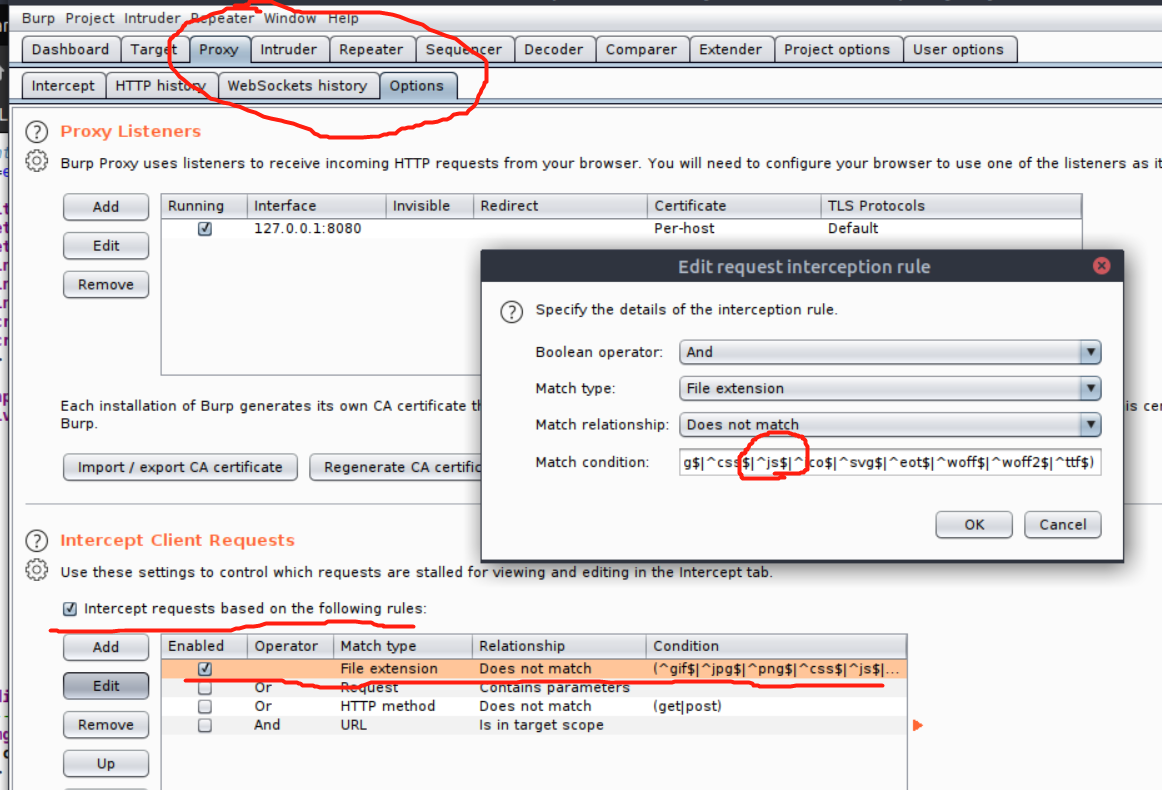 Burp Project Intruder Repeater Window Help
Dashboard Target Proxy Intruder Repeater Sequencer Decoder Comparer Extender Project options User options
Intercept HTTP history WebSockets history Options
Proxy Listeners
Burp Proxy uses listeners to receive incoming HTTP requests from your browser. You will need to configure your browser to use one of the listeners as
Add
Edit
Remove
Running Interface Invisible Redirect Certificate TLS Protocols
127.0.0.1:8080 Per-host Default
Edit request interception rule
Specify the details of the interception rule.
Boolean operator: And
Match type: File extension
Match relationship: Does not match
Match condition: g$|^css$|^js$|^ico$|^svg$|^eot$|^woff$|^woff2$|^ttf$)
OK Cancel
Each installation of Burp generates its own CA certificate
Burp.
Import / export CA certificate Regenerate CA certific
Intercept Client Requests
Use these settings to control which requests are stalled for viewing and editing in the Intercept tab.
Intercept requests based on the following rules:
Add
Edit
Remove
Up
Enabled Operator Match type Relationship Condition
File extension Does not match (^gif$|^jpg$|^png$|^css$|^js$|...
Or Request Contains parameters
Or HTTP method Does not match (get|post)
And URL Is in target scope